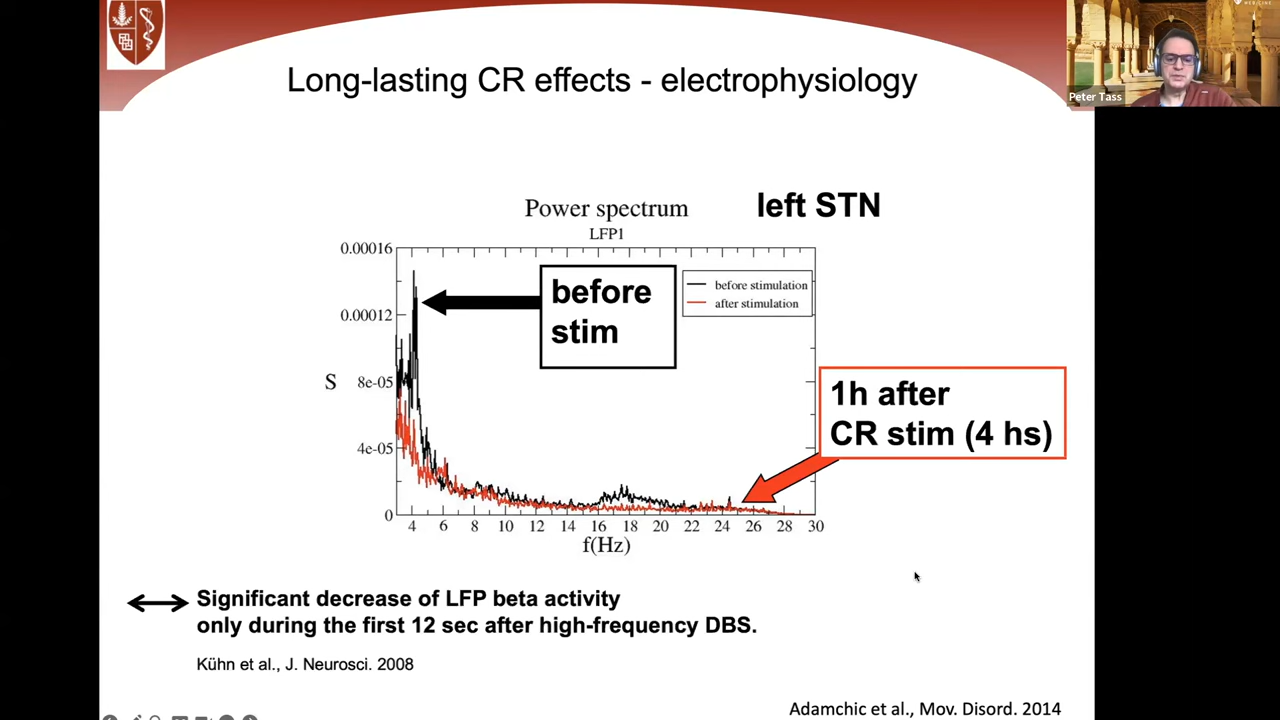 MEDICINE
Peter Tass
Long-lasting CR effects - electrophysiology
Power spectrum
left STN
LFP1
0.00016
0.00012
S
8e-05
4e-05
0
4 6 8 10 12 14 16 18 20 22 24 26 28 30
f(Hz)
before stimulation
after stimulation
before
stim
1h after
CR stim (4 hs)
Significant decrease of LFP beta activity
only during the first 12 sec after high-frequency DBS.
Kühn et al., J. Neurosci. 2008
Adamchic et al., Mov. Disord. 2014